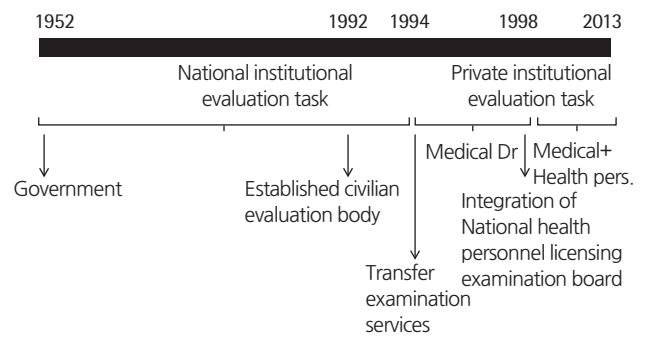 1952 1992 1994 1998 2013
National institutional
evaluation task
Private institutional
evaluation task
Government
Established civilian
evaluation body
Medical Dr
Medical+
Health pers.
Transfer
examination
services
Integration of
National health
personnel licensing
examination board